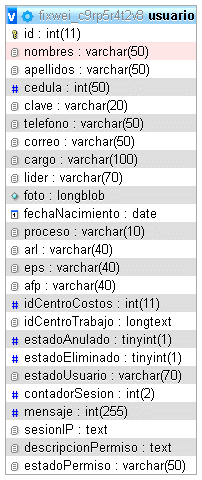 v fixwei_c9rp5r4t2v8 usuario
id : int(11)
nombres : varchar(50)
apellidos : varchar(50)
# cedula : int(50)
clave : varchar(20)
telefono : varchar(50)
correo : varchar(50)
cargo : varchar(100)
lider : varchar(70)
foto : longblob
fechaNacimiento : date
proceso : varchar(10)
arl : varchar(40)
eps : varchar(40)
afp : varchar(40)
# idCentroCostos : int(11)
idCentroTrabajo : longtext
# estadoAnulado : tinyint(1)
# estadoEliminado : tinyint(1)
estadoUsuario : varchar(70)
# contadorSesion : int(2)
# mensaje : int(255)
sesionIP : text
descripcionPermiso : text
estadoPermiso : varchar(50)